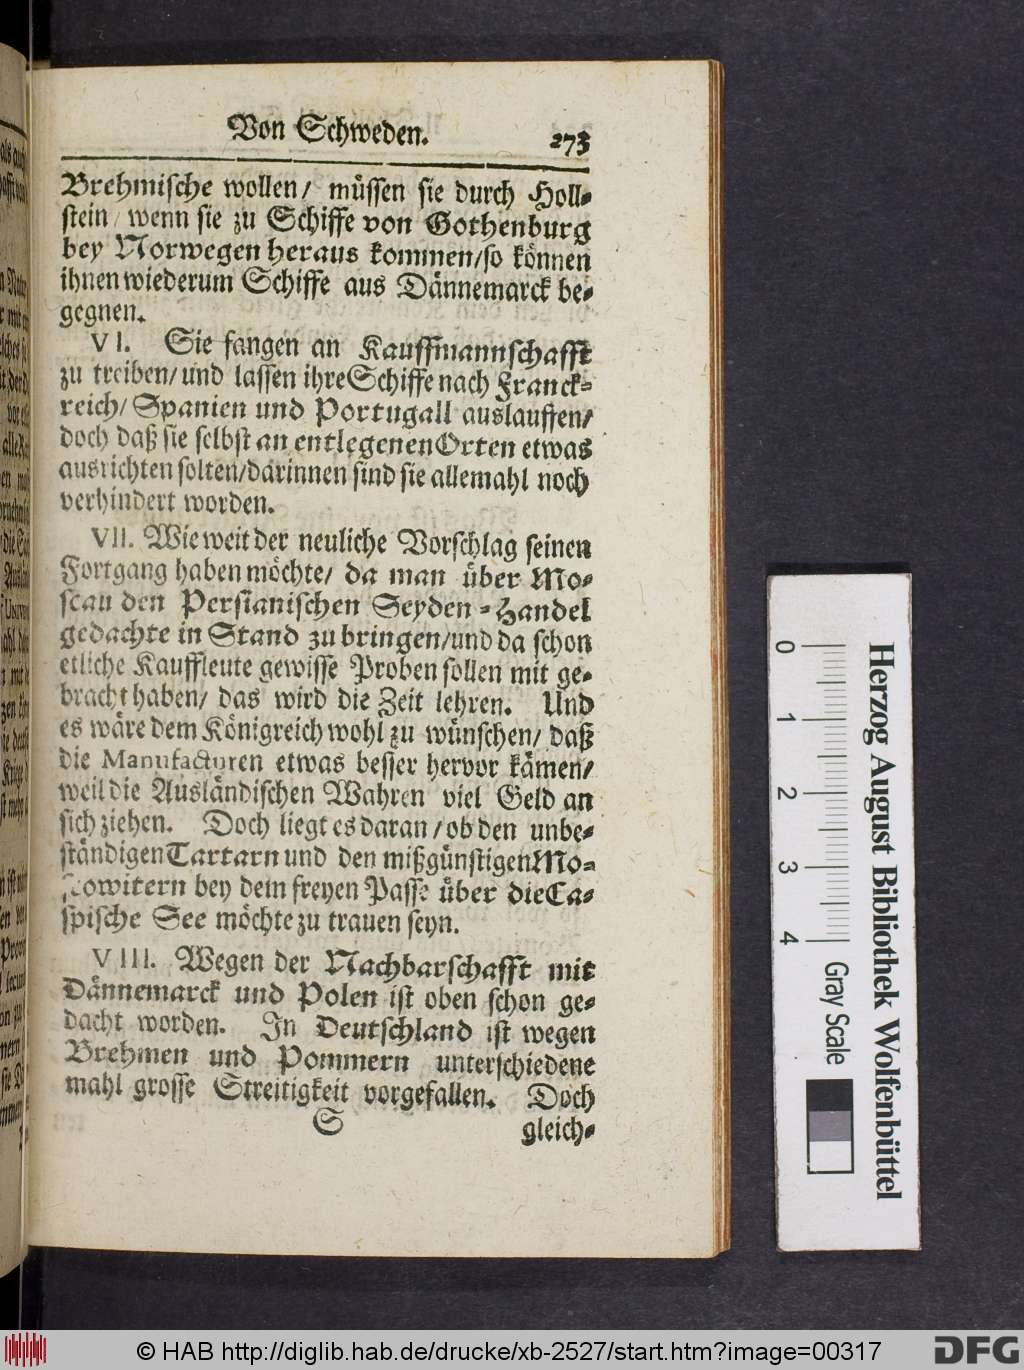 Von Schweden. 273
Brehmische wollen/ müssen sie durch Holl-
stein/ wenn sie zu Schiffe von Gothenburg
bey Norwegen heraus kommen/so können
ihnen wiederum Schiffe aus Dännemarck be-
gegnen.
VI. Sie fangen an Kauffmannschafft
zu treiben/ und lassen ihre Schiffe nach Franck-
reich/ Spanien und Portugall auslauffen/
doch daß sie selbst an entlegenen Orten etwas
ausrichten solten/darinnen sind sie allemahl noch
verhindert worden.
VII. Wie weit der neuliche Vorschlag seinen
Fortgang haben möchte/ da man über Mo-
scau den Persianischen Seyden-Handel
gedachte in Stand zu bringen/und da schon
etliche Kauffleute gewisse Proben sollen mit ge-
bracht haben/ das wird die Zeit lehren. Und
es wäre dem Königreich wohl zu wünschen/ daß
die Manufacturen etwas besser hervor kämen/
weil die Ausländischen Wahren viel Geld an
sich ziehen. Doch liegt es daran/ob den unbe-
ständigen Tartarn und den mißgünstigen Mo-
scowitern bey dem freyen Passe über die Ca-
spische See möchte zu trauen seyn.
VIII. Wegen der Nachbarschafft mit
Dännemarck und Polen ist oben schon ge-
dacht worden. In Deutschland ist wegen
Brehmen und Pommern unterschiedene
mahl grosse Streitigkeit vorgefallen. Doch
S gleich-
0 1 2 3 4
Gray Scale
Herzog August Bibliothek Wolfenbüttel
© HAB http://diglib.hab.de/drucke/xb-2527/start.htm?image=00317
DFG